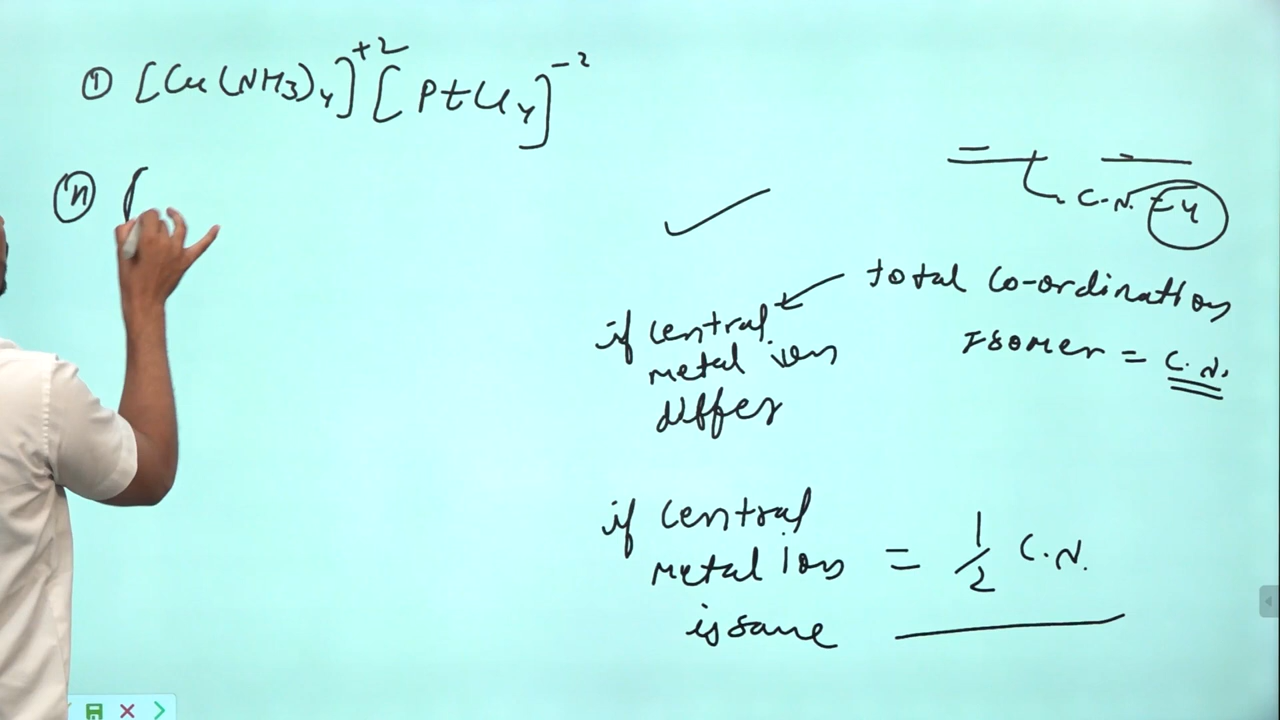 ① [Cu(NH3)4]+2 [PtCl4]-2
ⓝ [
C.N. = 4
total Co-ordination
Isomer = C.N.
if central
metal ion
differ
if central
metal ion
is same
= 1/2 C.N.